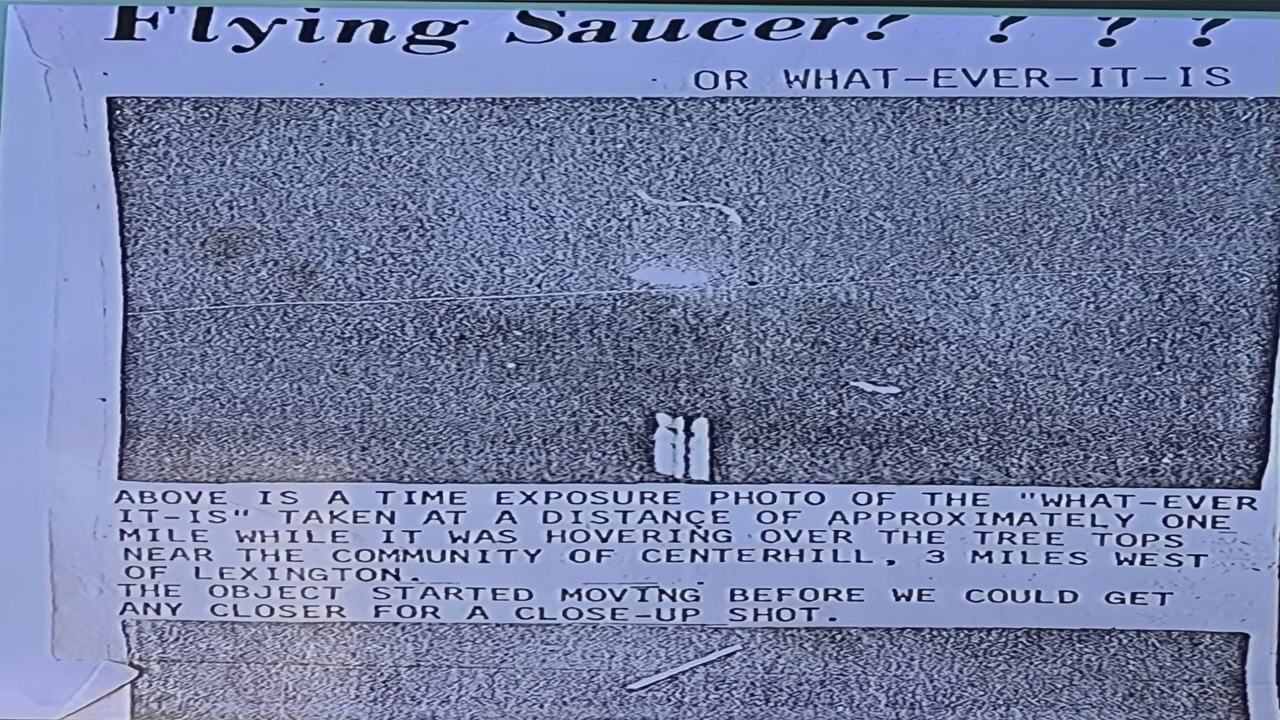 Flying Saucer? ? ? ?
OR WHAT-EVER-IT-IS
ABOVE IS A TIME EXPOSURE PHOTO OF THE "WHAT-EVER
IT-IS" TAKEN AT A DISTANCE OF APPROXIMATELY ONE
MILE WHILE IT WAS HOVERING OVER THE TREE TOPS
NEAR THE COMMUNITY OF CENTERHILL, 3 MILES WEST
OF LEXINGTON.
THE OBJECT STARTED MOVING BEFORE WE COULD GET
ANY CLOSER FOR A CLOSE-UP SHOT.